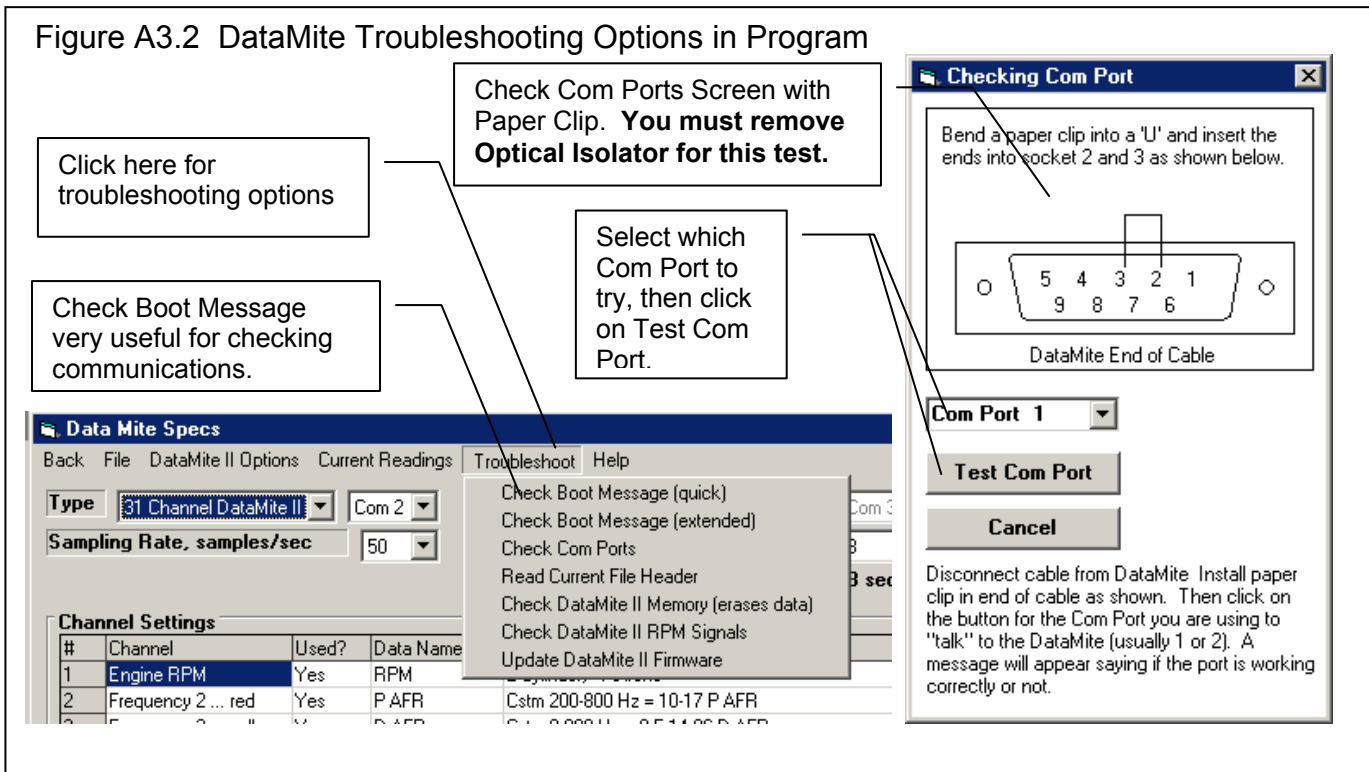 Figure A3.2 DataMite Troubleshooting Options in Program
Click here for
troubleshooting options
Check Com Ports Screen with
Paper Clip. You must remove
Optical Isolator for this test.
Check Boot Message
very useful for checking
communications.
Select which
Com Port to
try, then click
on Test Com
Port.
Checking Com Port
Bend a paper clip into a 'U' and insert the
ends into socket 2 and 3 as shown below.
5 4 3 2 1
9 8 7 6
DataMite End of Cable
Com Port 1
Test Com Port
Cancel
Disconnect cable from DataMite Install paper
clip in end of cable as shown. Then click on
the button for the Com Port you are using to
"talk" to the DataMite (usually 1 or 2). A
message will appear saying if the port is working
correctly or not.
Data Mite Specs
Back File DataMite II Options Current Readings Troubleshoot Help
Check Boot Message (quick)
Check Boot Message (extended)
Check Com Ports
Read Current File Header
Check DataMite II Memory (erases data)
Check DataMite II RPM Signals
Update DataMite II Firmware
Type 31 Channel DataMite II Com 2
Sampling Rate, samples/sec 50
Channel Settings
# Channel Used? Data Name
1 Engine RPM Yes RPM
2 Frequency 2 ... red Yes P AFR Cstm 200-800 Hz = 10-17 P AFR